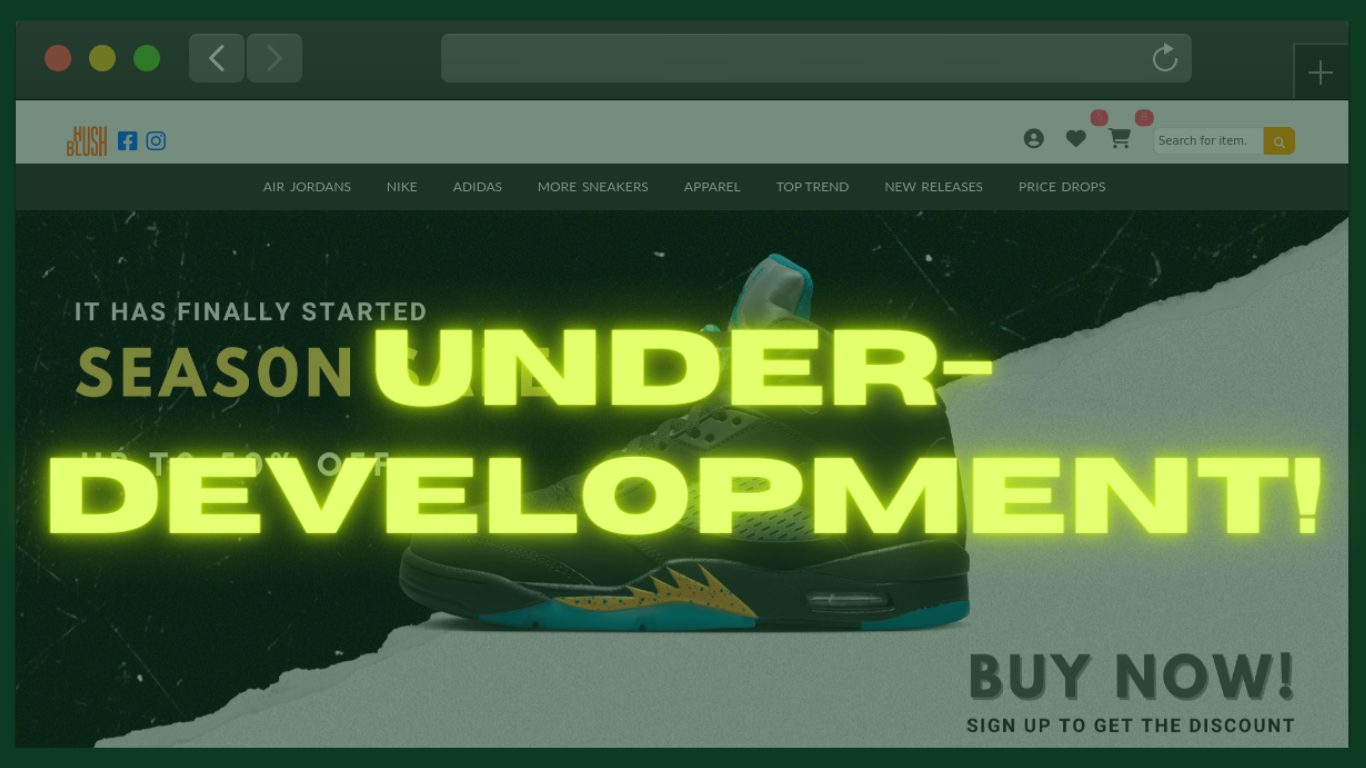 HUSH
BLUSH
Search for item.
AIR JORDANS NIKE ADIDAS MORE SNEAKERS APPAREL TOP TREND NEW RELEASES PRICE DROPS
IT HAS FINALLY STARTED
SEASON SALE
UNDER-
UP TO 50% OFF
DEVELOPMENT!
BUY NOW!
SIGN UP TO GET THE DISCOUNT